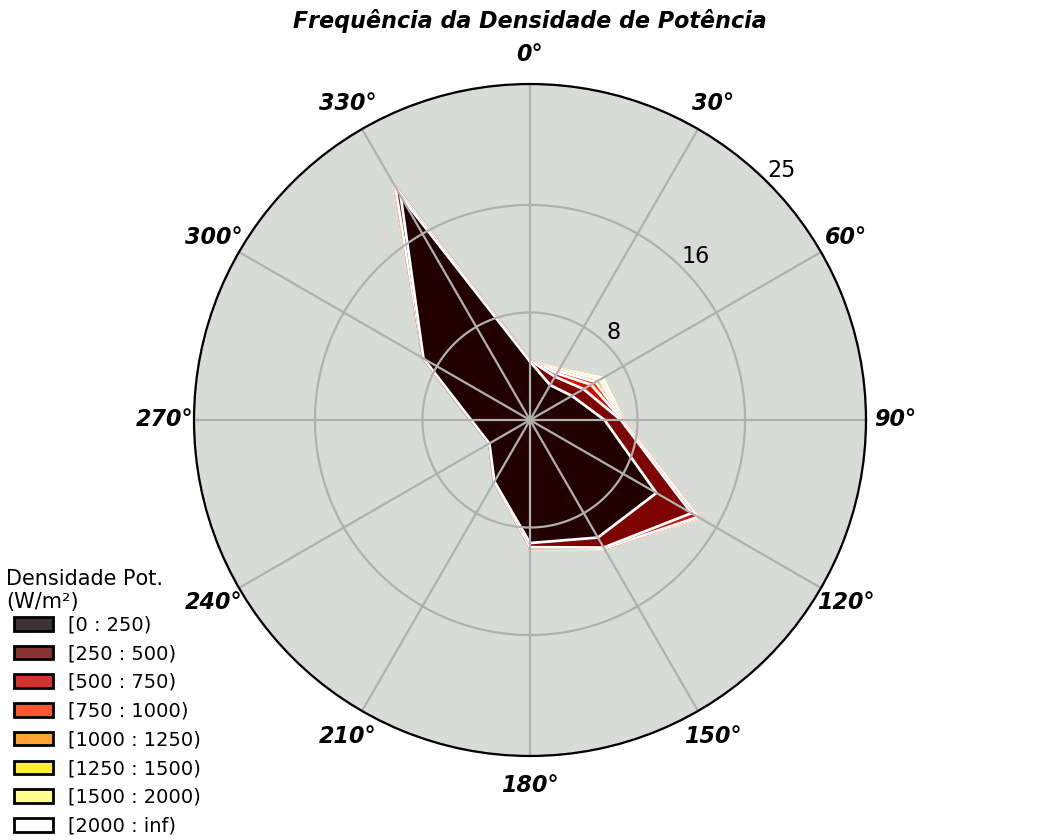 Frequência da Densidade de Potência
0°
330°
30°
25
300°
60°
16
8
270°
90°
Densidade Pot.
(W/m²)
240°
120°
[0 : 250)
[250 : 500)
[500 : 750)
[750 : 1000)
210°
150°
[1000 : 1250)
[1250 : 1500)
180°
[1500 : 2000)
[2000 : inf)